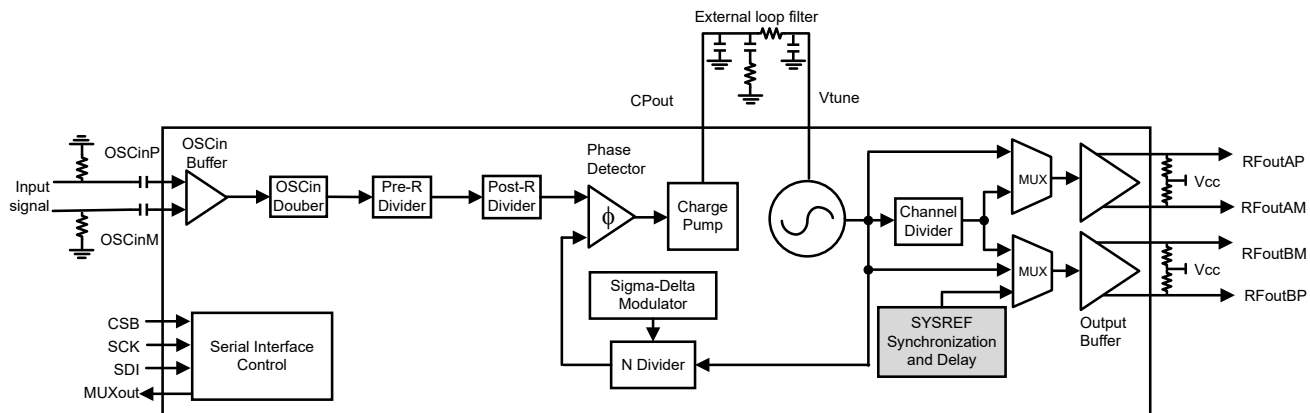 External loop filter
CPout
Vtune
OSCinP
OSCin
Buffer
Phase
Detector
Input
signal
OSCinM
OSCin
Douber
Pre-R
Divider
Post-R
Divider
ϕ
Charge
Pump
Channel
Divider
MUX
MUX
RFoutAP
Vcc
RFoutAM
RFoutBM
Vcc
RFoutBP
Output
Buffer
Sigma-Delta
Modulator
N Divider
SYSREF
Synchronization
and Delay
CSB
SCK
SDI
MUXout
Serial Interface
Control